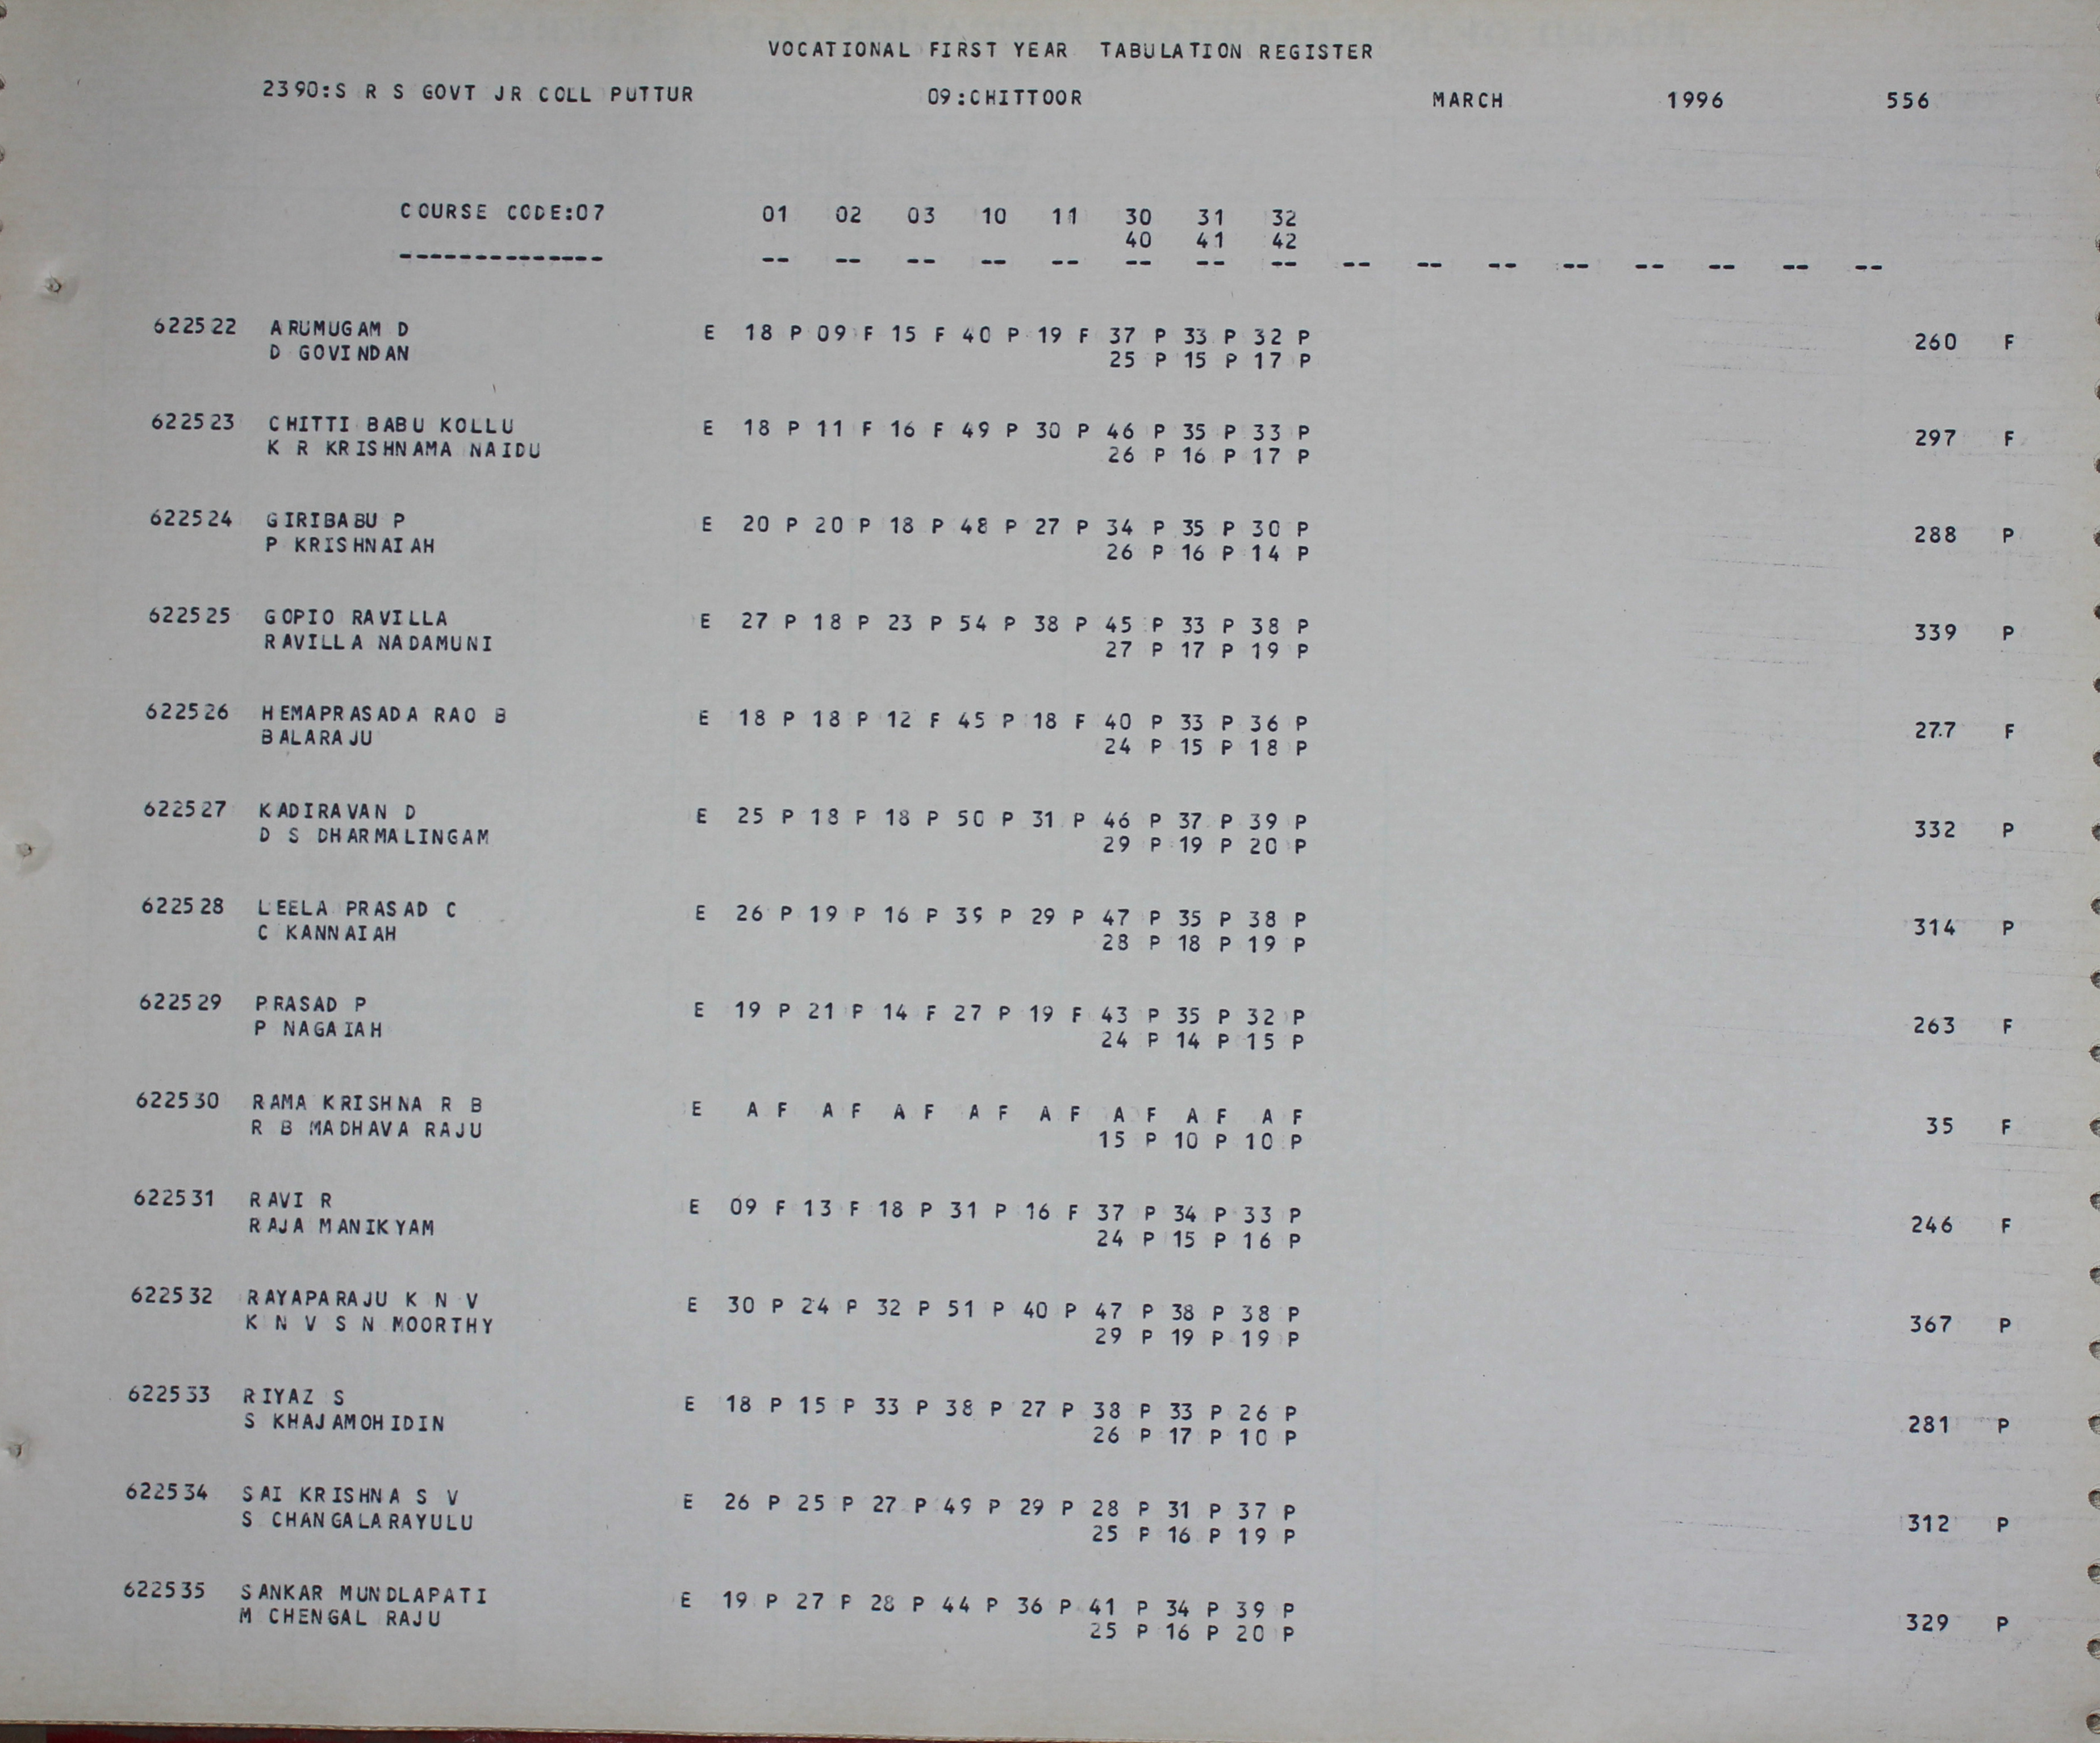 VOCATIONAL FIRST YEAR TABULATION REGISTER
2390:S R S GOVT JR COLL PUTTUR 09:CHITTOOR MARCH 1996 556
COURSE CODE:07 01 02 03 10 11 30 31 32
40 41 42
-------------- -- -- -- -- -- -- -- -- -- -- -- -- -- -- -- --
622522 ARUMUGAM D E 18 P 09 F 15 F 40 P 19 F 37 P 33 P 32 P
D GOVINDAN 25 P 15 P 17 P 260 F
622523 CHITTI BABU KOLLU E 18 P 11 F 16 F 49 P 30 P 46 P 35 P 33 P
K R KRISHNAMA NAIDU 26 P 16 P 17 P 297 F
622524 GIRIBABU P E 20 P 20 P 18 P 48 P 27 P 34 P 35 P 30 P
P KRISHNAIAH 26 P 16 P 14 P 288 P
622525 GOPIO RAVILLA E 27 P 18 P 23 P 54 P 38 P 45 P 33 P 38 P
RAVILLA NADAMUNI 27 P 17 P 19 P 339 P
622526 HEMAPRASADA RAO B E 18 P 18 P 12 F 45 P 18 F 40 P 33 P 36 P
BALARAJU 24 P 15 P 18 P 277 F
622527 KADIRAVAN D E 25 P 18 P 18 P 50 P 31 P 46 P 37 P 39 P
D S DHARMALINGAM 29 P 19 P 20 P 332 P
622528 LEELA PRASAD C E 26 P 19 P 16 P 39 P 29 P 47 P 35 P 38 P
C KANNAIAH 28 P 18 P 19 P 314 P
622529 PRASAD P E 19 P 21 P 14 F 27 P 19 F 43 P 35 P 32 P
P NAGAIAH 24 P 14 P 15 P 263 F
622530 RAMA KRISHNA R B E A F A F A F A F A F A F A F A F
R B MADHAVA RAJU 15 P 10 P 10 P 35 F
622531 RAVI R E 09 F 13 F 18 P 31 P 16 F 37 P 34 P 33 P
RAJA MANIKYAM 24 P 15 P 16 P 246 F
622532 RAYAPARAJU K N V E 30 P 24 P 32 P 51 P 40 P 47 P 38 P 38 P
K N V S N MOORTHY 29 P 19 P 19 P 367 P
622533 RIYAZ S E 18 P 15 P 33 P 38 P 27 P 38 P 33 P 26 P
S KHAJAMOHIDIN 26 P 17 P 10 P 281 P
622534 SAI KRISHNA S V E 26 P 25 P 27 P 49 P 29 P 28 P 31 P 37 P
S CHANGALARAYULU 25 P 16 P 19 P 312 P
622535 SANKAR MUNDLAPATI E 19 P 27 P 28 P 44 P 36 P 41 P 34 P 39 P
M CHENGAL RAJU 25 P 16 P 20 P 329 P